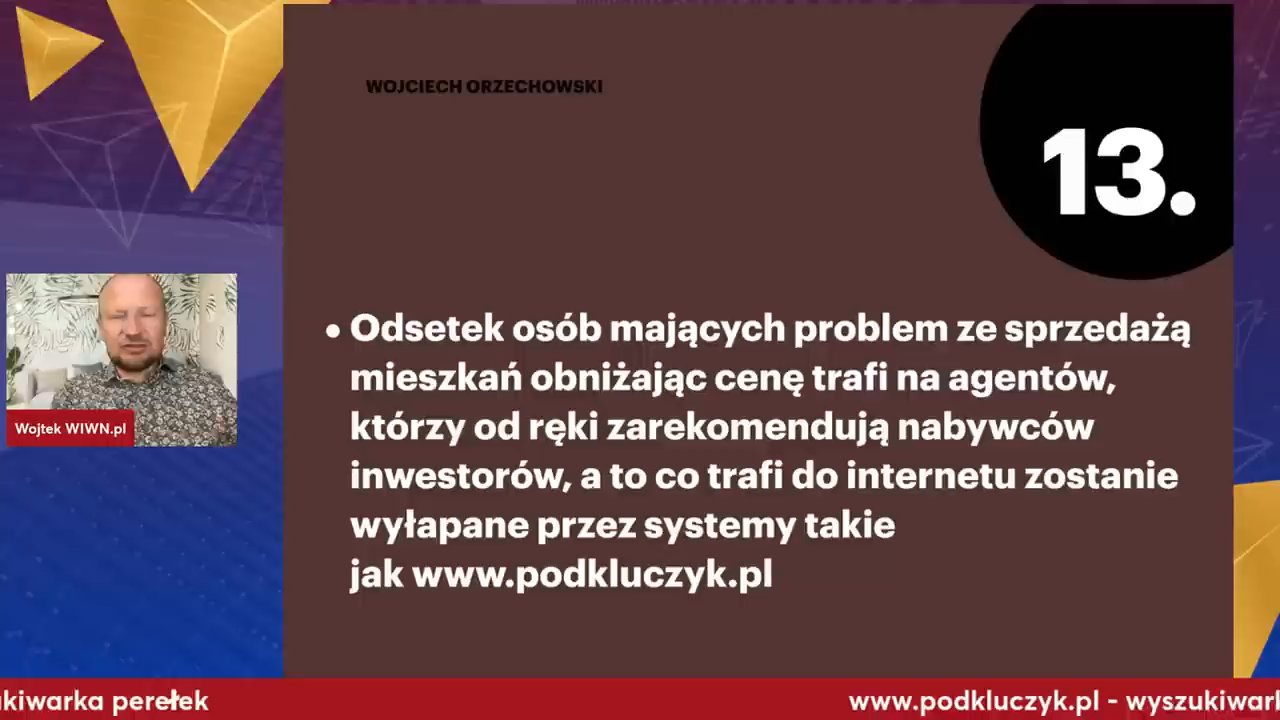 WOJCIECH ORZECHOWSKI
13.
• Odsetek osób mających problem ze sprzedażą
mieszkań obniżając cenę trafi na agentów,
którzy od ręki zarekomendują nabywców
inwestorów, a to co trafi do internetu zostanie
wyłapane przez systemy takie
jak www.podkluczyk.pl
Wojtek WIWN.pl
ukiwarka perełek www.podkluczyk.pl - wyszukiwar